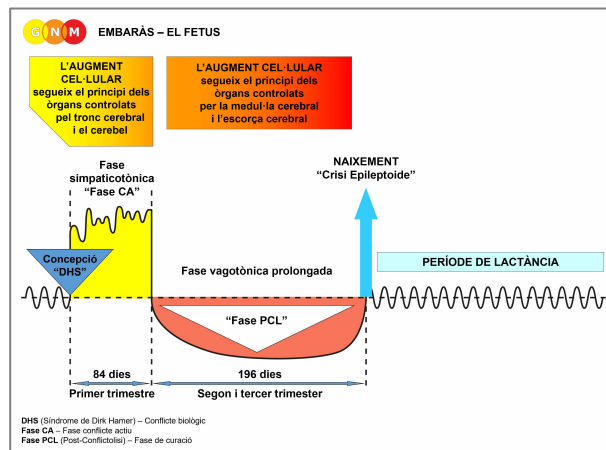 GNM
EMBARÀS – EL FETUS
L'AUGMENT
CEL·LULAR
segueix el principi dels
òrgans controlats
pel tronc cerebral
i el cerebel
L'AUGMENT CEL·LULAR
segueix el principi dels
òrgans controlats
per la medul·la cerebral
i l'escorça cerebral
Fase
simpaticotònica
“Fase CA”
NAIXEMENT
“Crisi Epileptoide”
Concepció
“DHS”
Fase vagotònica prolongada
PERÍODE DE LACTÀNCIA
“Fase PCL”
84 dies
196 dies
Primer trimestre
Segon i tercer trimester
DHS (Síndrome de Dirk Hamer) – Conflicte biològic
Fase CA – Fase conflicte actiu
Fase PCL (Post-Conflictolisi) – Fase de curació